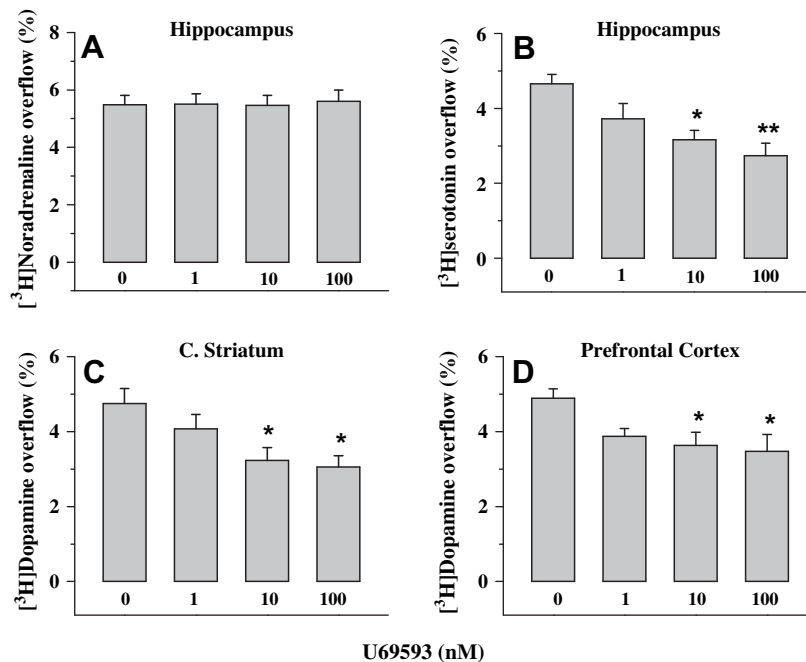 A
Hippocampus
[³H]Noradrenaline overflow (%)
8
6
4
2
0
0 1 10 100
B
Hippocampus
[³H]serotonin overflow (%)
6
4
2
0
* **
0 1 10 100
C
C. Striatum
[³H]Dopamine overflow (%)
6
4
2
0
* *
0 1 10 100
D
Prefrontal Cortex
[³H]Dopamine overflow (%)
6
4
2
0
* *
0 1 10 100
U69593 (nM)